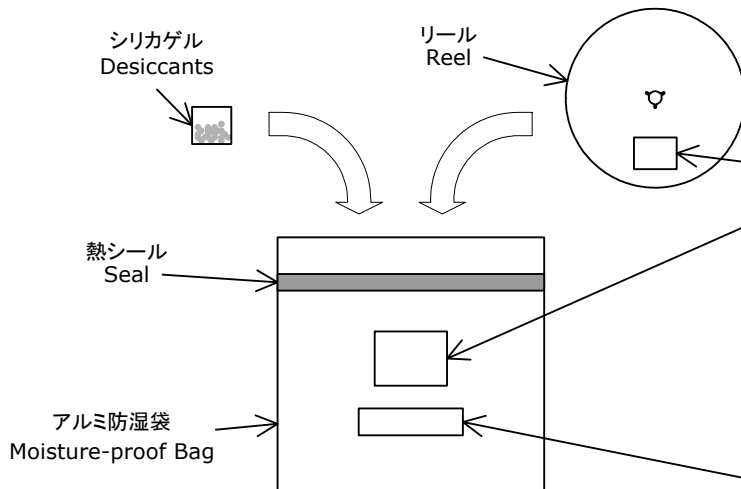 シリカゲル
Desiccants
リール
Reel
熱シール
Seal
アルミ防湿袋
Moisture-proof Bag